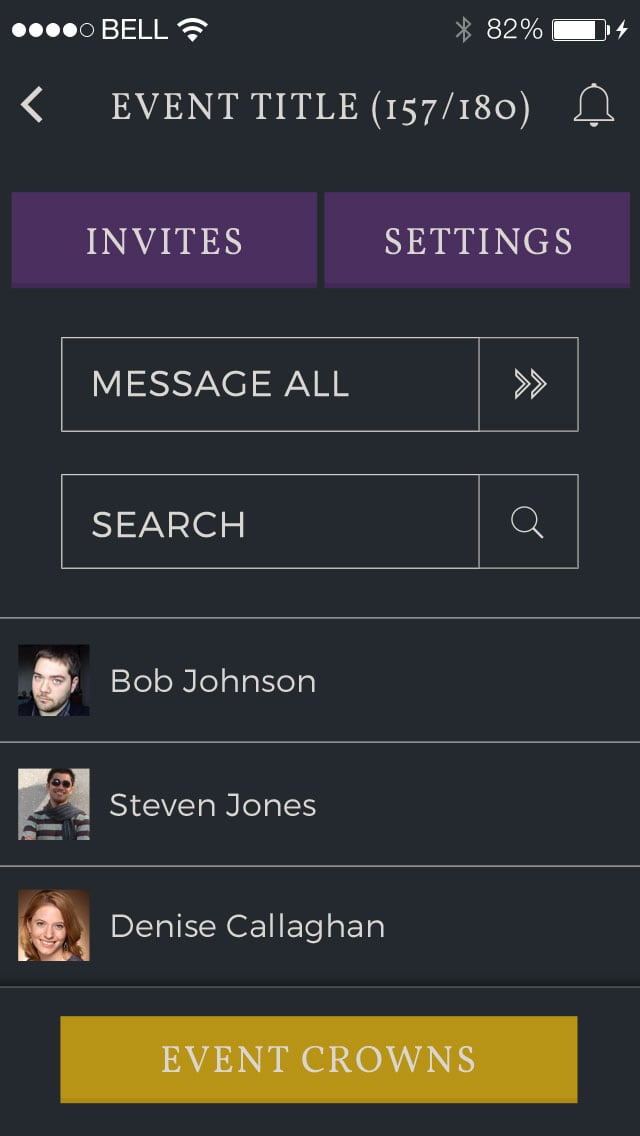 BELL 82%
EVENT TITLE (157/180)
INVITES SETTINGS
MESSAGE ALL
SEARCH
Bob Johnson
Steven Jones
Denise Callaghan
EVENT CROWNS